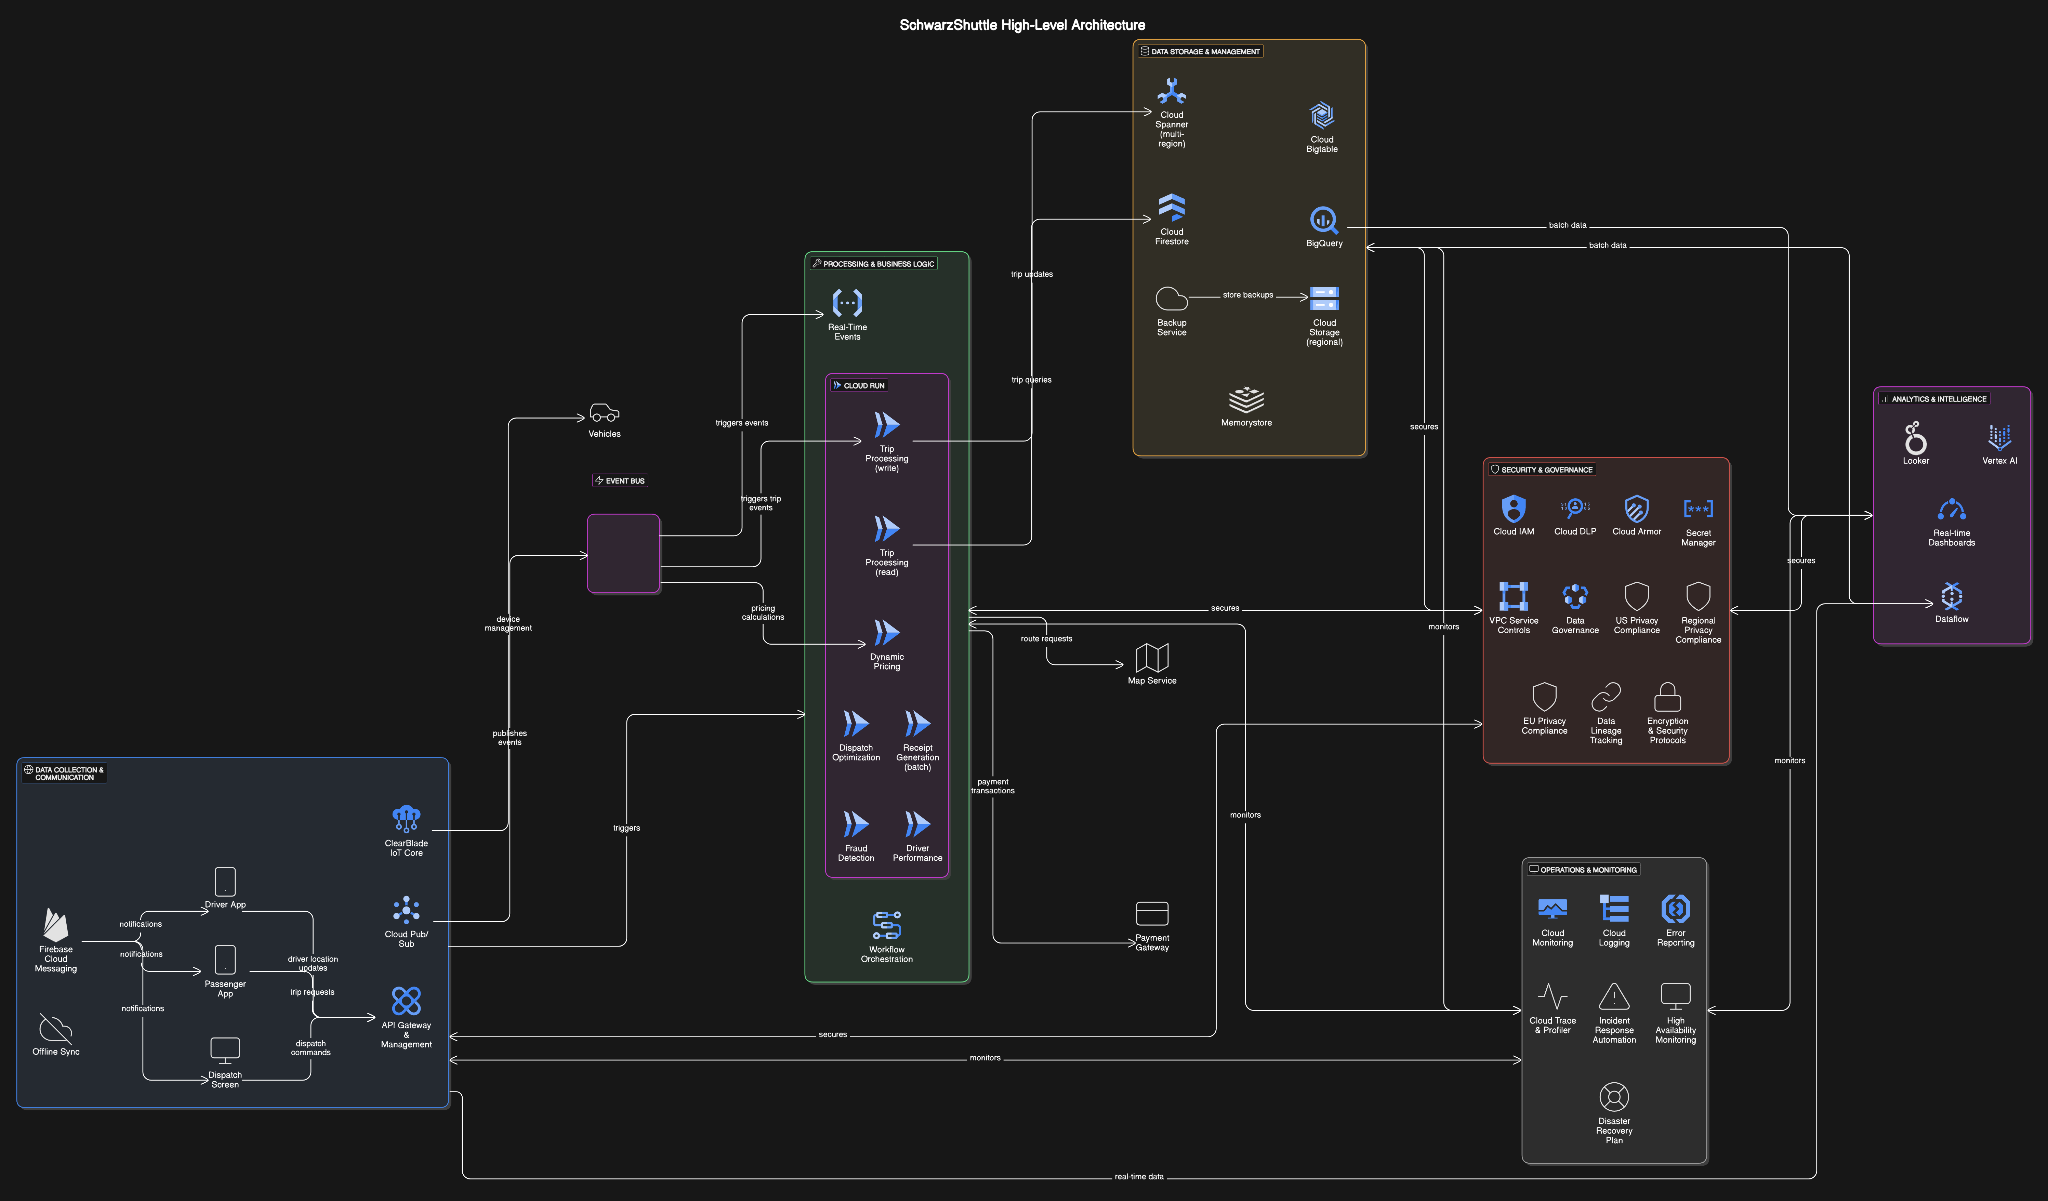 SchwarzShuttle High-Level Architecture
DATA STORAGE & MANAGEMENT
Cloud
Spanner
(multi-
region)
Cloud
Bigtable
Cloud
Firestore
BigQuery
Backup
Service
store backups
Cloud
Storage
(regional)
Memorystore
batch data
batch data
PROCESSING & BUSINESS LOGIC
Real-Time
Events
CLOUD RUN
Trip
Processing
(write)
Trip
Processing
(read)
Dynamic
Pricing
Dispatch
Optimization
Receipt
Generation
(batch)
Fraud
Detection
Driver
Performance
Workflow
Orchestration
trip updates
trip queries
Vehicles
EVENT BUS
triggers events
triggers trip
events
pricing
calculations
device
management
publishes
events
triggers
secures
route requests
Map Service
payment
transactions
Payment
Gateway
monitors
secures
monitors
SECURITY & GOVERNANCE
Cloud IAM
Cloud DLP
Cloud Armor
Secret
Manager
VPC Service
Controls
Data
Governance
US Privacy
Compliance
Regional
Privacy
Compliance
EU Privacy
Compliance
Data
Lineage
Tracking
Encryption
& Security
Protocols
secures
monitors
ANALYTICS & INTELLIGENCE
Looker
Vertex AI
Real-time
Dashboards
Dataflow
DATA COLLECTION &
COMMUNICATION
ClearBlade
IoT Core
Driver App
Cloud Pub/
Sub
Firebase
Cloud
Messaging
notifications
notifications
notifications
Passenger
App
driver location
updates
trip requests
API Gateway
&
Management
Offline Sync
Dispatch
Screen
dispatch
commands
secures
monitors
real-time data
OPERATIONS & MONITORING
Cloud
Monitoring
Cloud
Logging
Error
Reporting
Cloud Trace
& Profiler
Incident
Response
Automation
High
Availability
Monitoring
Disaster
Recovery
Plan